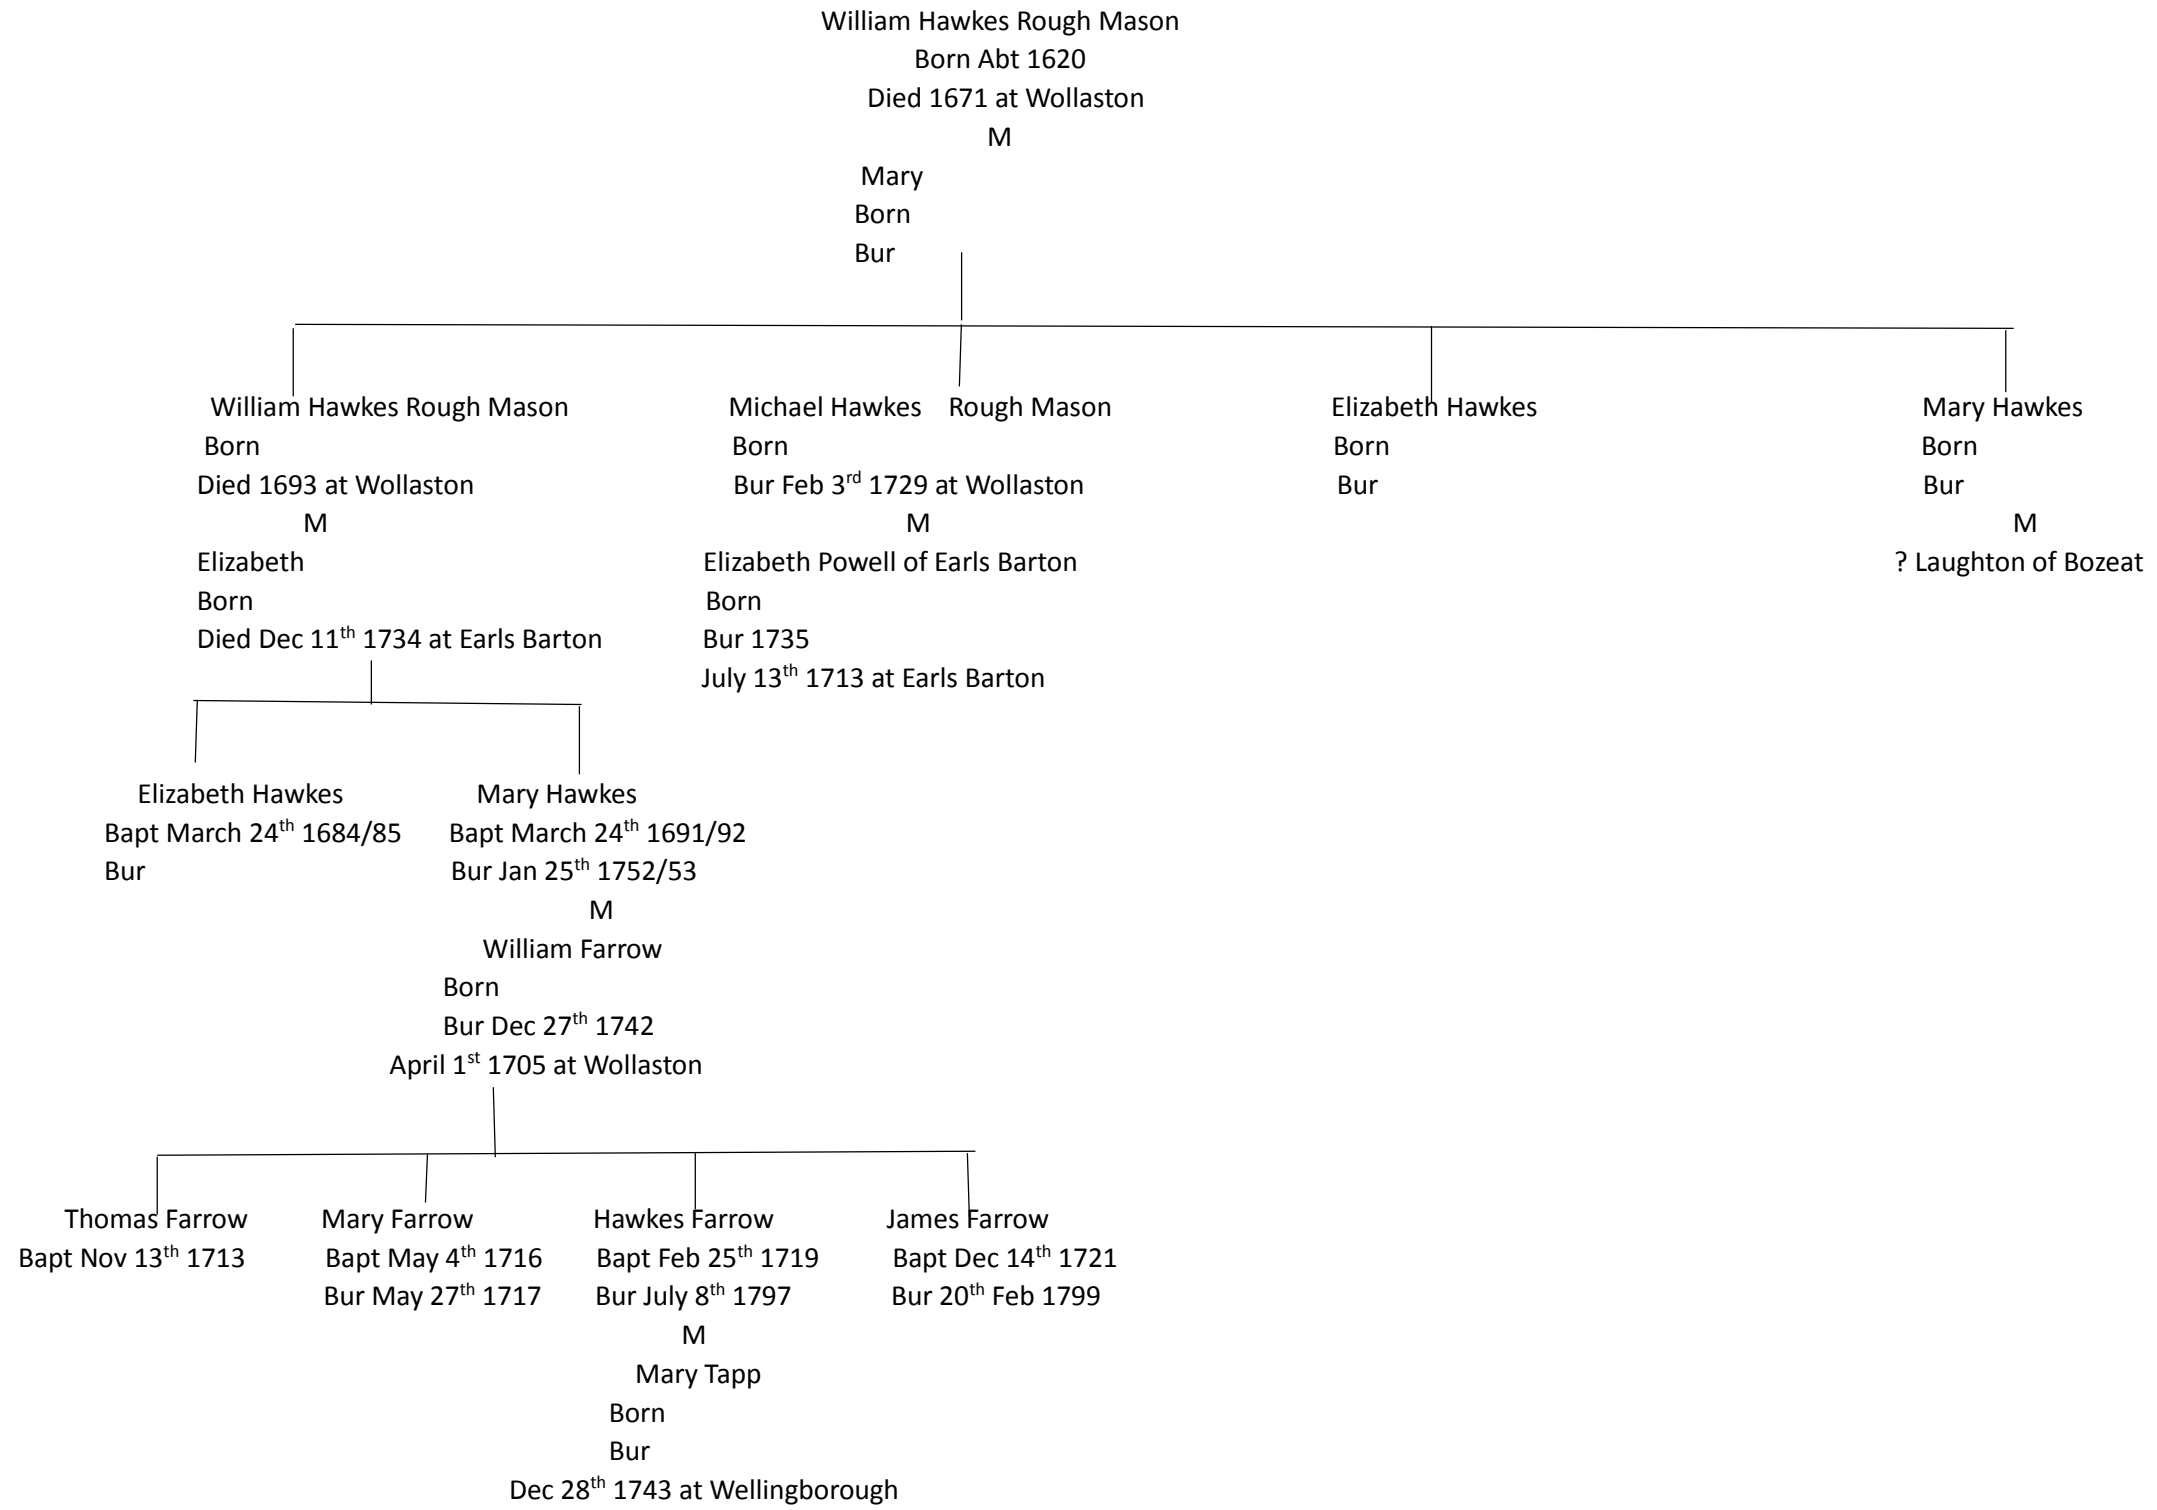 William Hawkes Rough Mason
Born Abt 1620
Died 1671 at Wollaston
M
Mary
Born
Bur
William Hawkes Rough Mason
Born
Died 1693 at Wollaston
M
Elizabeth
Born
Died Dec 11th 1734 at Earls Barton
Michael Hawkes Rough Mason
Born
Bur Feb 3rd 1729 at Wollaston
M
Elizabeth Powell of Earls Barton
Born
Bur 1735
July 13th 1713 at Earls Barton
Elizabeth Hawkes
Born
Bur
Mary Hawkes
Born
Bur
M
? Laughton of Bozeat
Elizabeth Hawkes
Bapt March 24th 1684/85
Bur
Mary Hawkes
Bapt March 24th 1691/92
Bur Jan 25th 1752/53
M
William Farrow
Born
Bur Dec 27th 1742
April 1st 1705 at Wollaston
Thomas Farrow
Bapt Nov 13th 1713
Mary Farrow
Bapt May 4th 1716
Bur May 27th 1717
Hawkes Farrow
Bapt Feb 25th 1719
Bur July 8th 1797
M
Mary Tapp
Born
Bur
Dec 28th 1743 at Wellingborough
James Farrow
Bapt Dec 14th 1721
Bur 20th Feb 1799